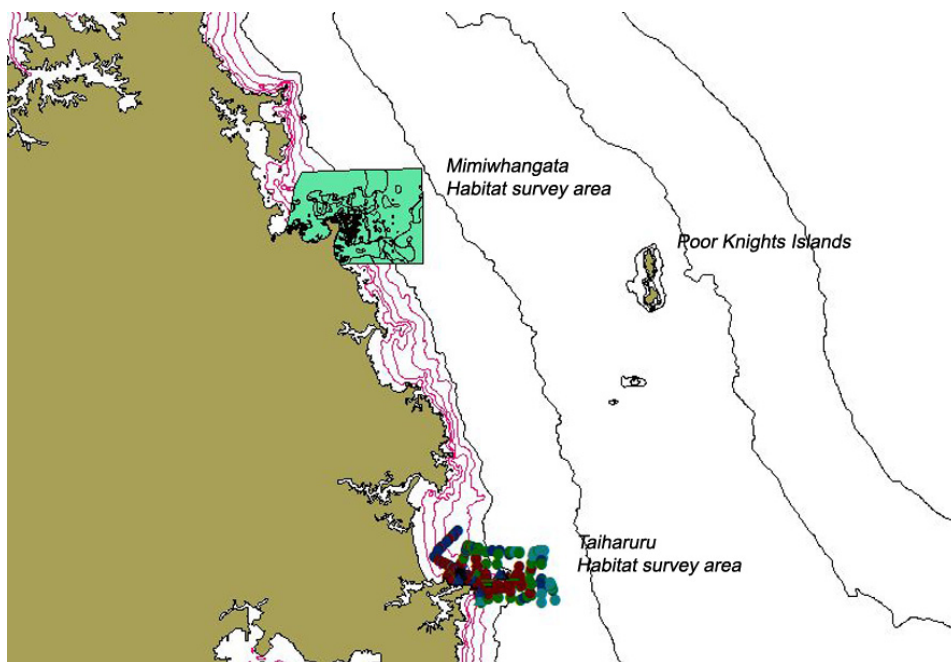 Mimiwhangata
Habitat survey area
Poor Knights Islands
Taiharuru
Habitat survey area